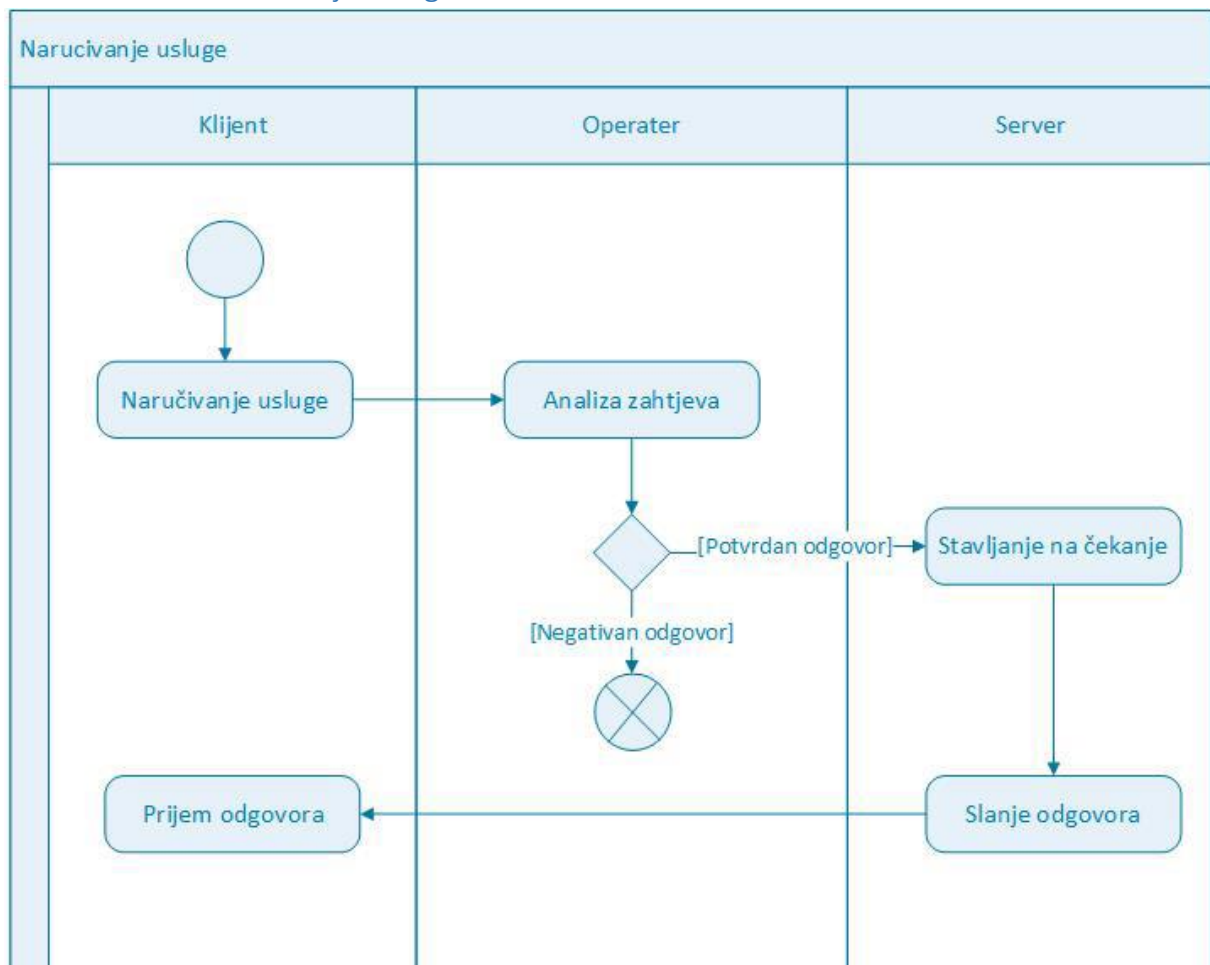 Narucivanje usluge
Klijent
Operater
Server
Naručivanje usluge
Analiza zahtjeva
[Potvrdan odgovor]
Stavljanje na čekanje
[Negativan odgovor]
Prijem odgovora
Slanje odgovora